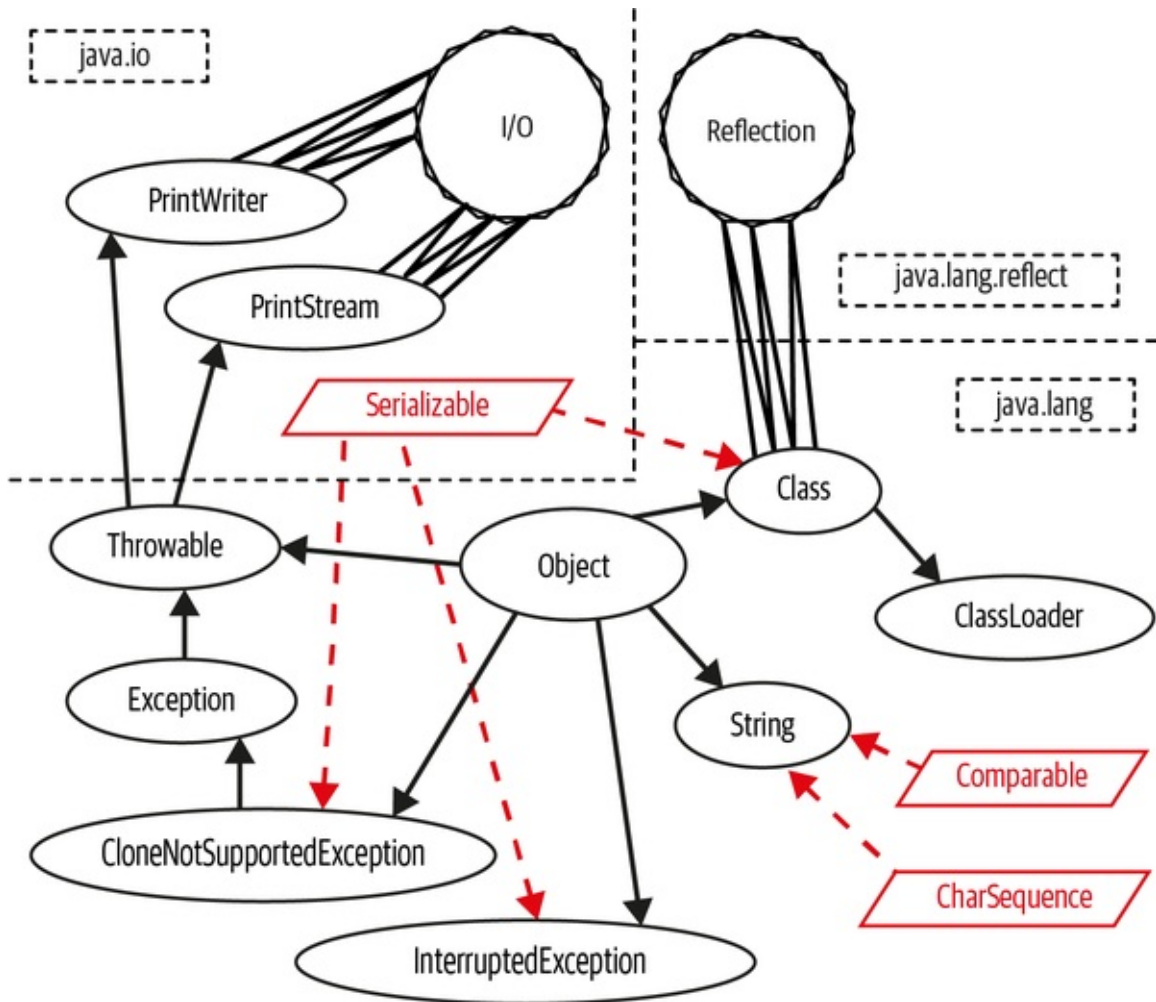 java.io
I/O
Reflection
PrintWriter
java.lang.reflect
PrintStream
Serializable
java.lang
Class
Throwable
Object
ClassLoader
Exception
String
Comparable
CloneNotSupportedException
CharSequence
InterruptedException